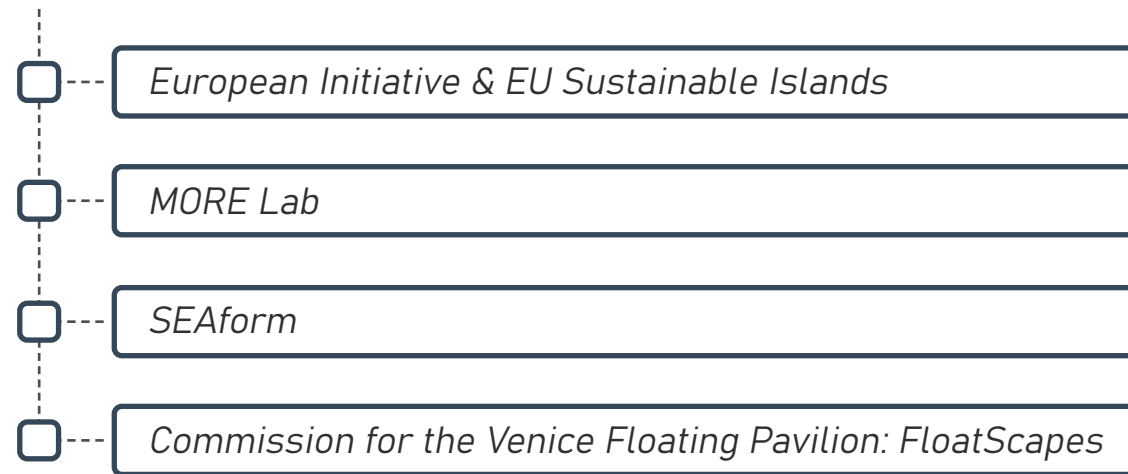 European Initiative & EU Sustainable Islands
MORE Lab
SEAform
Commission for the Venice Floating Pavilion: FloatScapes